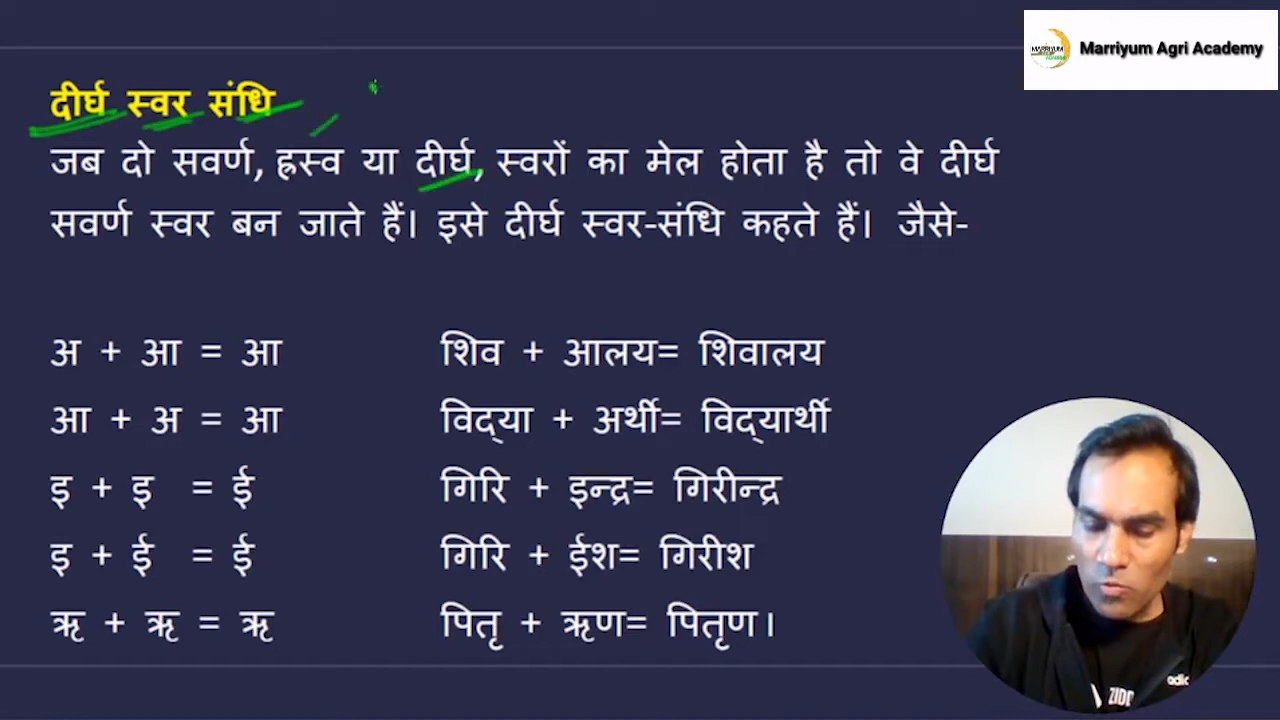 Marriyum Agri Academy
दीर्घ स्वर संधि
जब दो सवर्ण, ह्रस्व या दीर्घ, स्वरों का मेल होता है तो वे दीर्घ
सवर्ण स्वर बन जाते हैं। इसे दीर्घ स्वर-संधि कहते हैं। जैसे-
अ + आ = आ शिव + आलय= शिवालय
आ + अ = आ विद्‌या + अर्थी= विद्‌यार्थी
इ + इ = ई गिरि + इन्द्र= गिरीन्द्र
इ + ई = ई गिरि + ईश= गिरीश
ऋ + ऋ = ऋ पितृ + ऋण= पितृण।